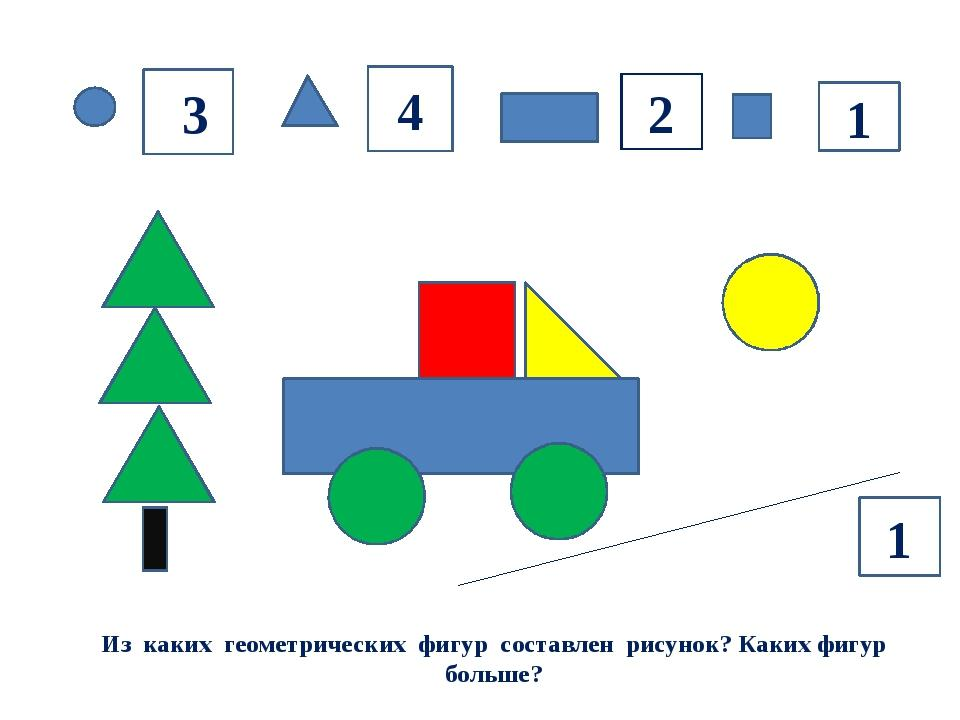 3 4 2 1
1
Из каких геометрических фигур составлен рисунок? Каких фигур
больше?